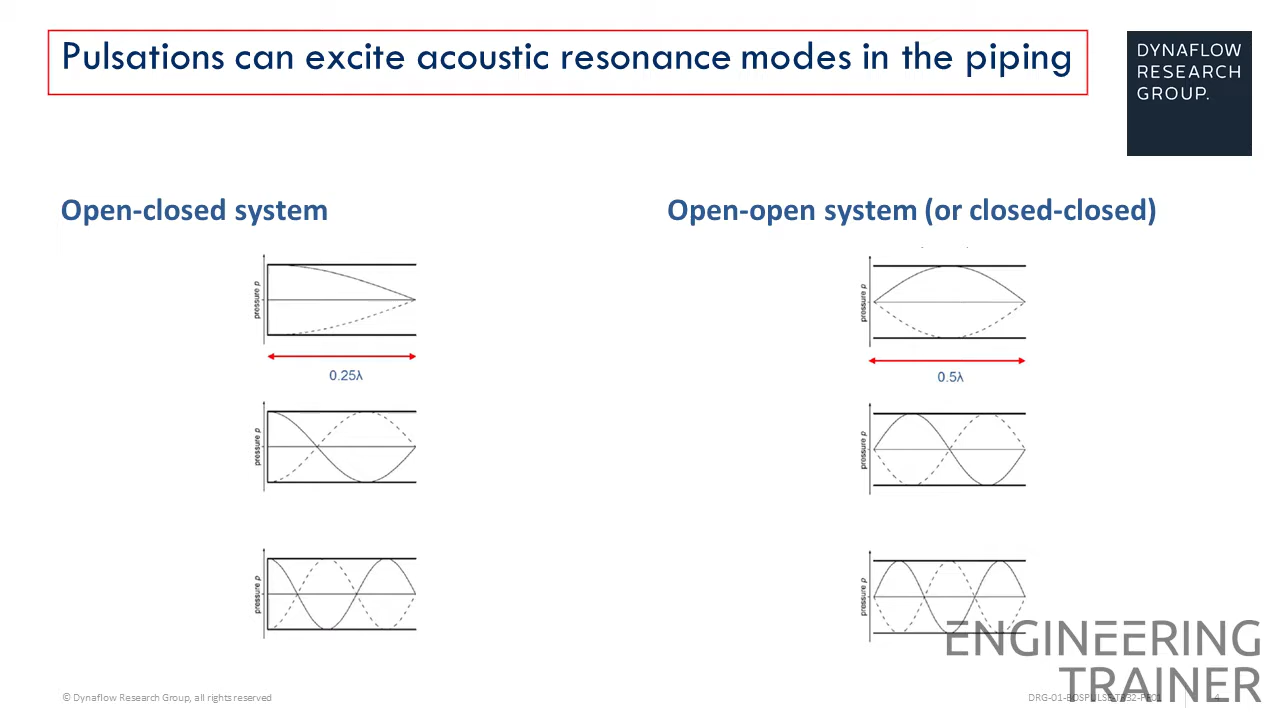 Pulsations can excite acoustic resonance modes in the piping
DYNAFLOW
RESEARCH
GROUP.
Open-closed system
Open-open system (or closed-closed)
pressure p
0.25λ
pressure p
pressure p
pressure p
0.5λ
pressure p
pressure p
ENGINEERING
TRAINER
© Dynaflow Research Group, all rights reserved
4